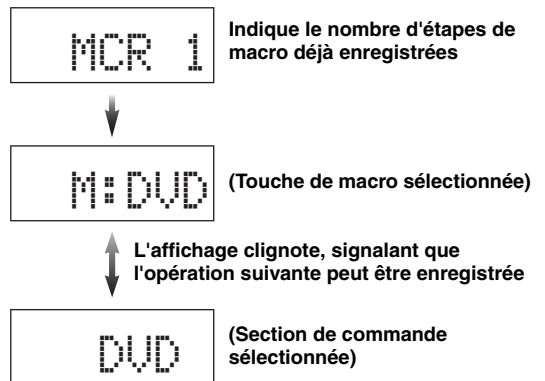 MCR 1
Indique le nombre d'étapes de
macro déjà enregistrées
M:DVD
(Touche de macro sélectionnée)
L'affichage clignote, signalant que
l'opération suivante peut être enregistrée
DVD
(Section de commande
sélectionnée)